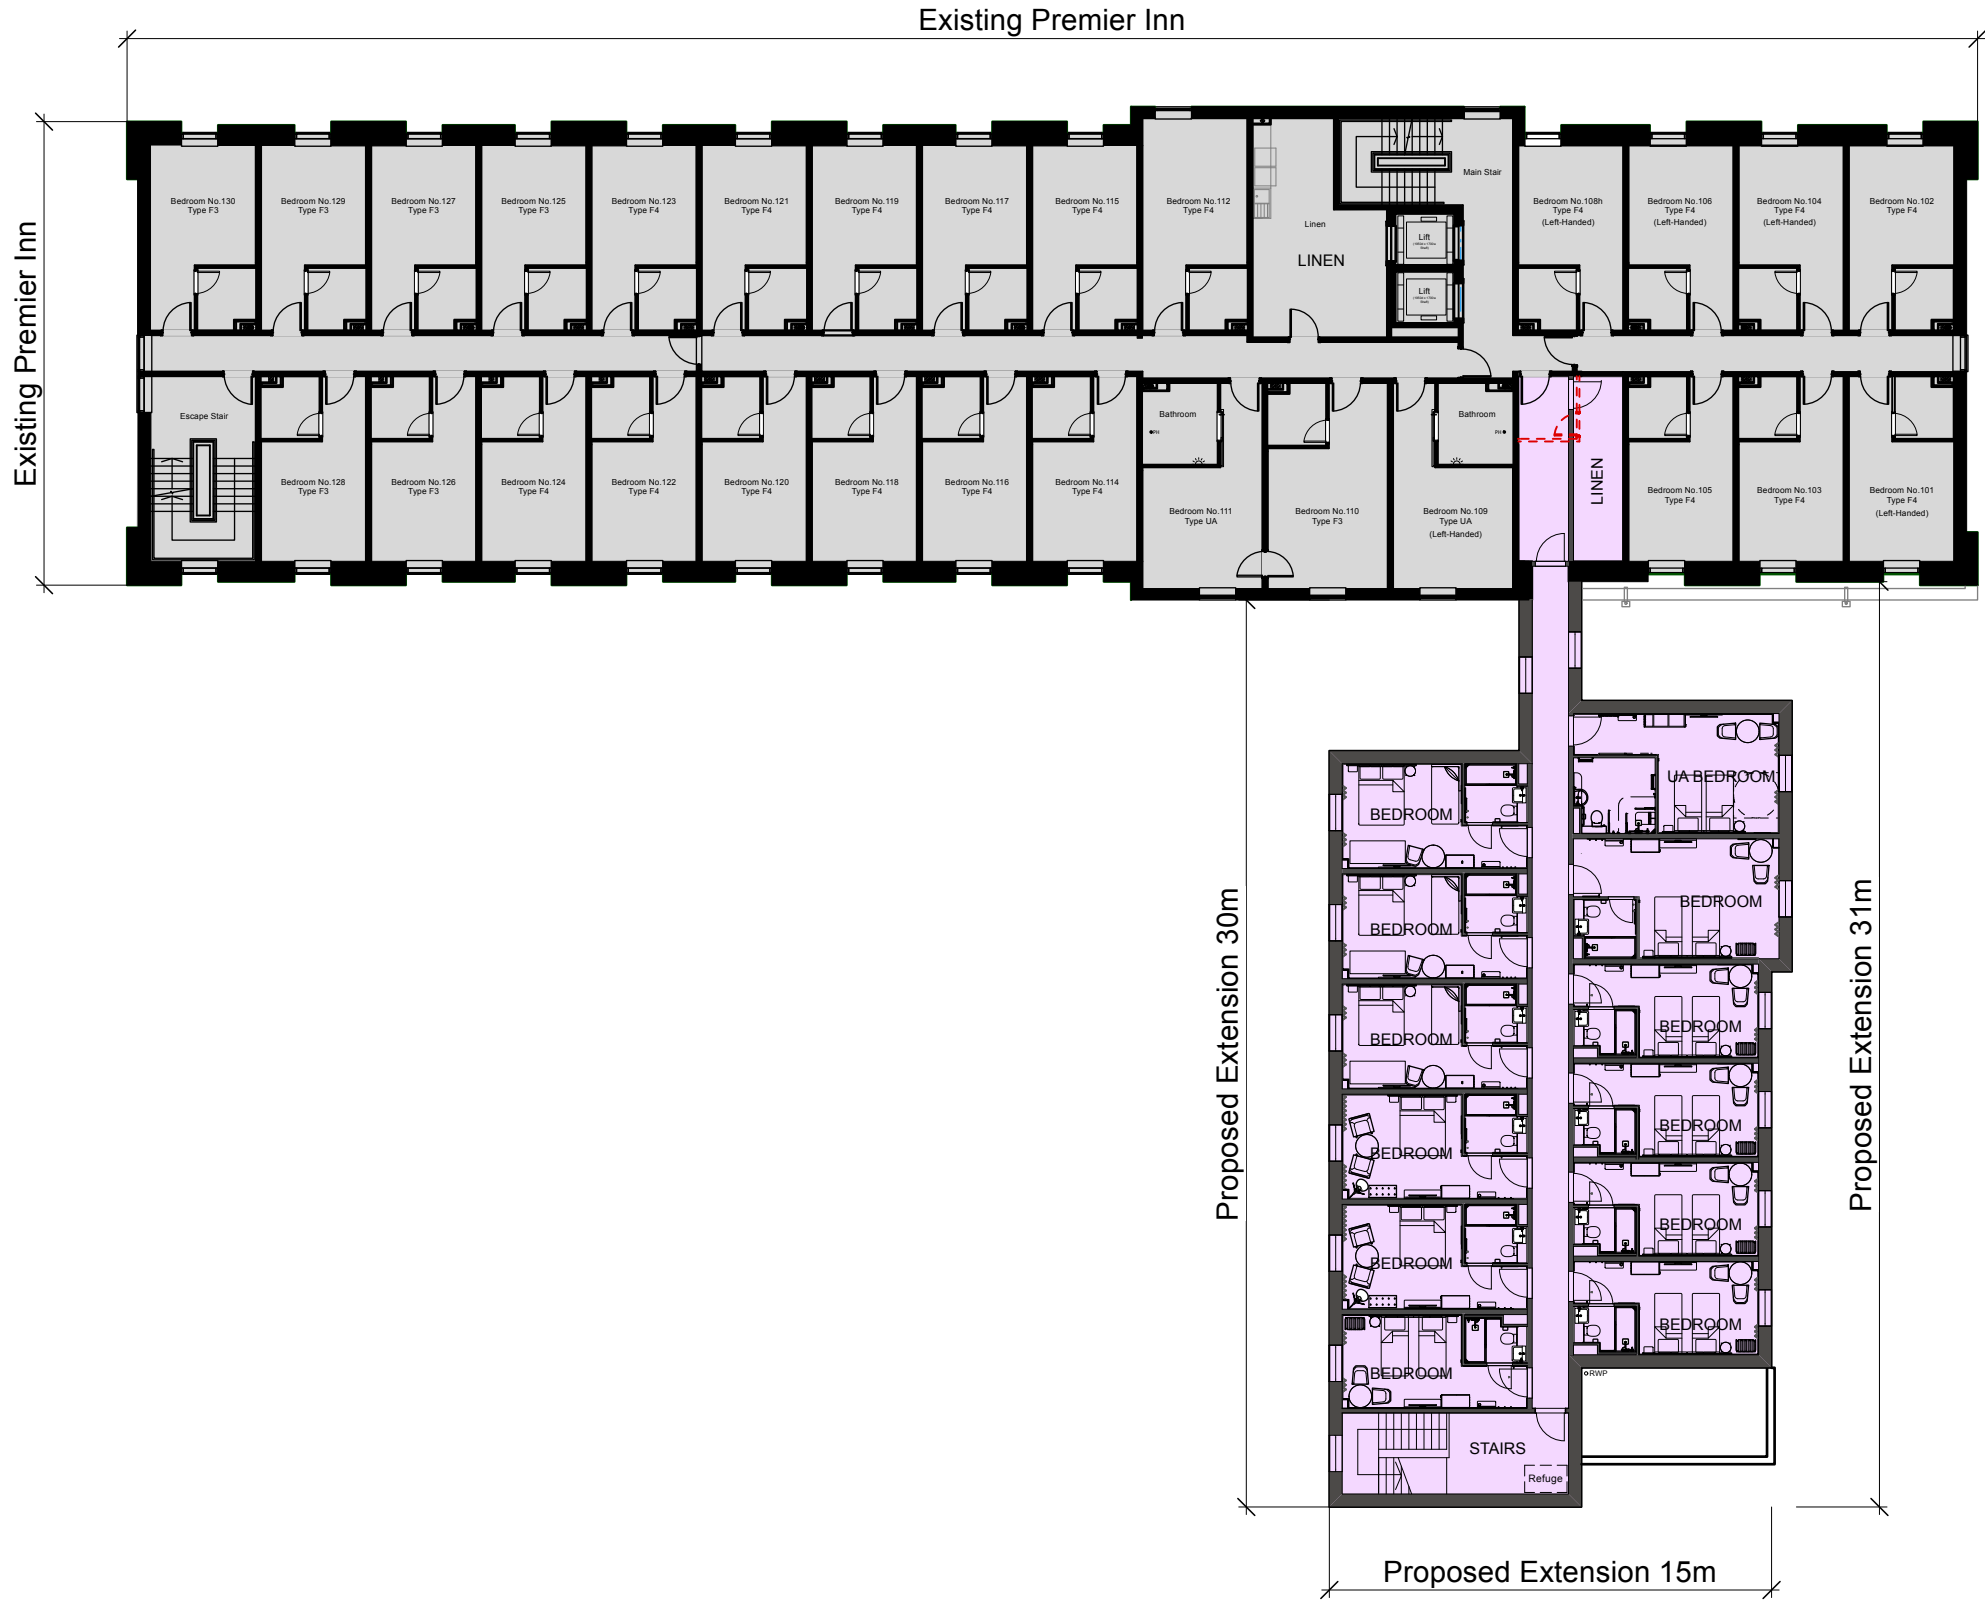 Existing Premier Inn
Existing Premier Inn
Bedroom No.130
Type F3
Bedroom No.129
Type F3
Bedroom No.127
Type F3
Bedroom No.125
Type F3
Bedroom No.123
Type F4
Bedroom No.121
Type F4
Bedroom No.119
Type F4
Bedroom No.117
Type F4
Bedroom No.115
Type F4
Bedroom No.112
Type F4
Linen
LINEN
Main Stair
Lift
Lift
Bedroom No.108h
Type F4
(Left-Handed)
Bedroom No.106
Type F4
(Left-Handed)
Bedroom No.104
Type F4
(Left-Handed)
Bedroom No.102
Type F4
Escape Stair
Bedroom No.128
Type F3
Bedroom No.126
Type F3
Bedroom No.124
Type F4
Bedroom No.122
Type F4
Bedroom No.120
Type F4
Bedroom No.118
Type F4
Bedroom No.116
Type F4
Bedroom No.114
Type F4
Bathroom
Bedroom No.111
Type UA
Bedroom No.110
Type F3
Bathroom
Bedroom No.109
Type UA
(Left-Handed)
LINEN
Bedroom No.105
Type F4
Bedroom No.103
Type F4
Bedroom No.101
Type F4
(Left-Handed)
Proposed Extension 30m
BEDROOM
BEDROOM
BEDROOM
BEDROOM
BEDROOM
BEDROOM
UA BEDROOM
BEDROOM
BEDROOM
BEDROOM
BEDROOM
BEDROOM
RWP
STAIRS
Refuge
Proposed Extension 31m
Proposed Extension 15m